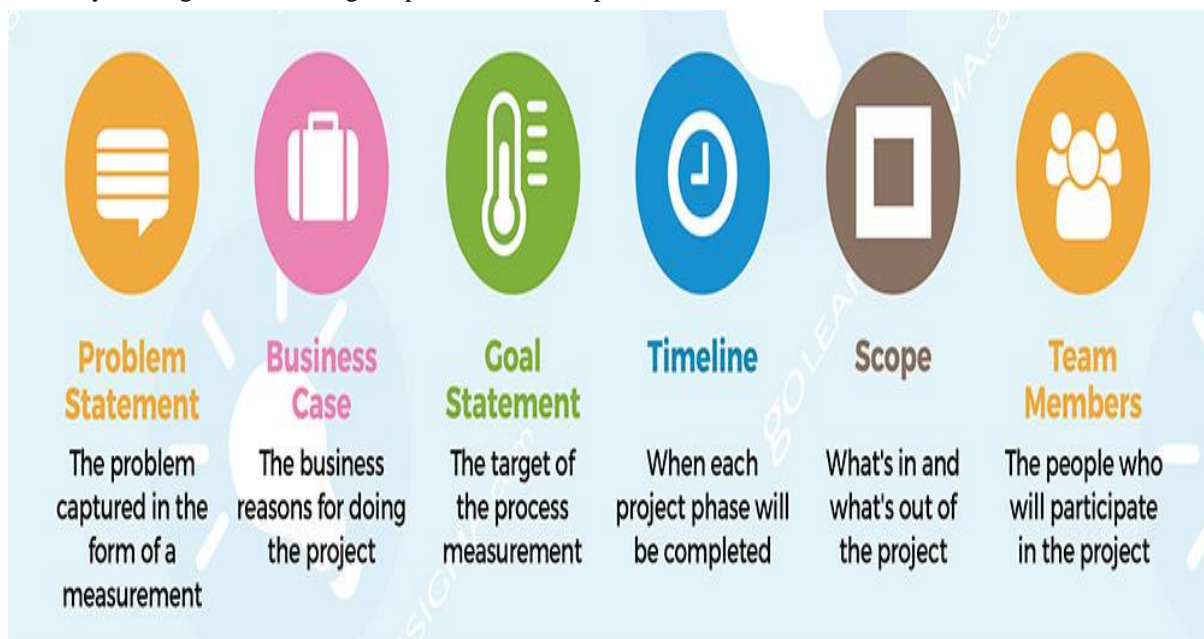 Problem
Statement
The problem
captured in the
form of a
measurement
Business
Case
The business
reasons for doing
the project
Goal
Statement
The target of
the process
measurement
Timeline
When each
project phase will
be completed
Scope
What's in and
what's out of
the project
Team
Members
The people who
will participate
in the project